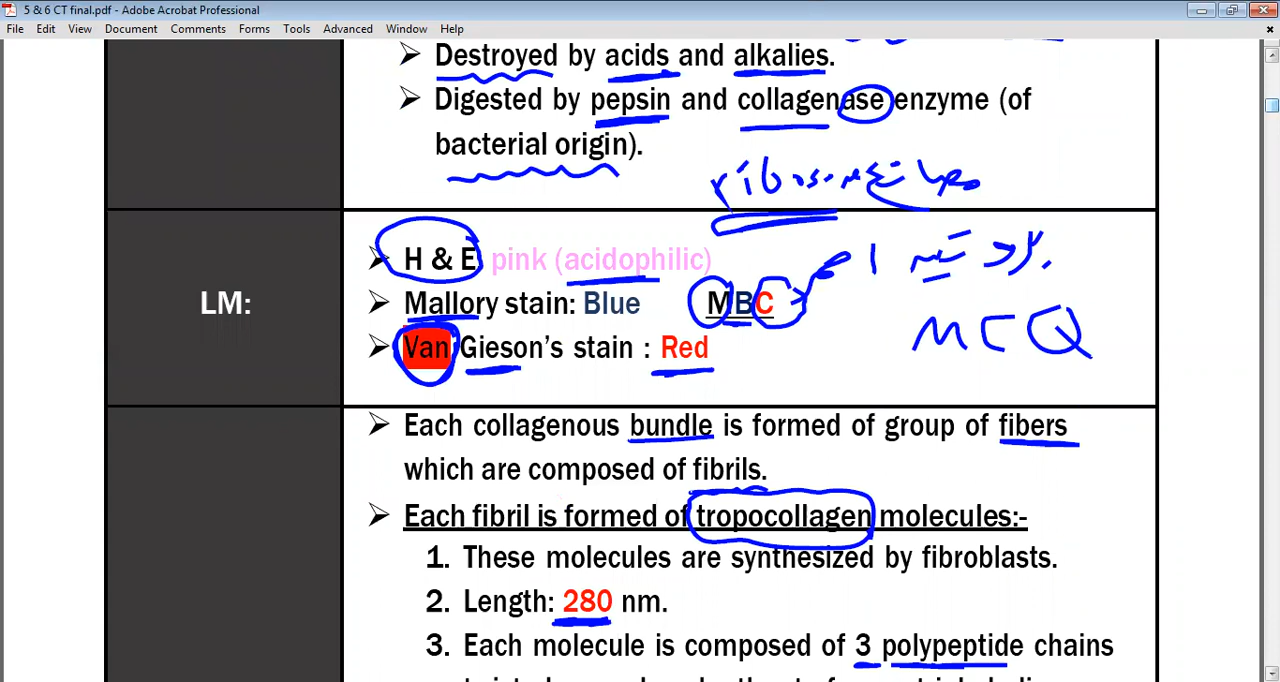 5 & 6 CT final.pdf - Adobe Acrobat Professional
File Edit View Document Comments Forms Tools Advanced Window Help
➢ Destroyed by acids and alkalies.
➢ Digested by pepsin and collagenase enzyme (of
bacterial origin).
LM:
➢ H & E pink (acidophilic)
➢ Mallory stain: Blue MBC
➢ Van Gieson's stain : Red
MCQ
➢ Each collagenous bundle is formed of group of fibers
which are composed of fibrils.
➢ Each fibril is formed of tropocollagen molecules:-
1. These molecules are synthesized by fibroblasts.
2. Length: 280 nm.
3. Each molecule is composed of 3 polypeptide chains